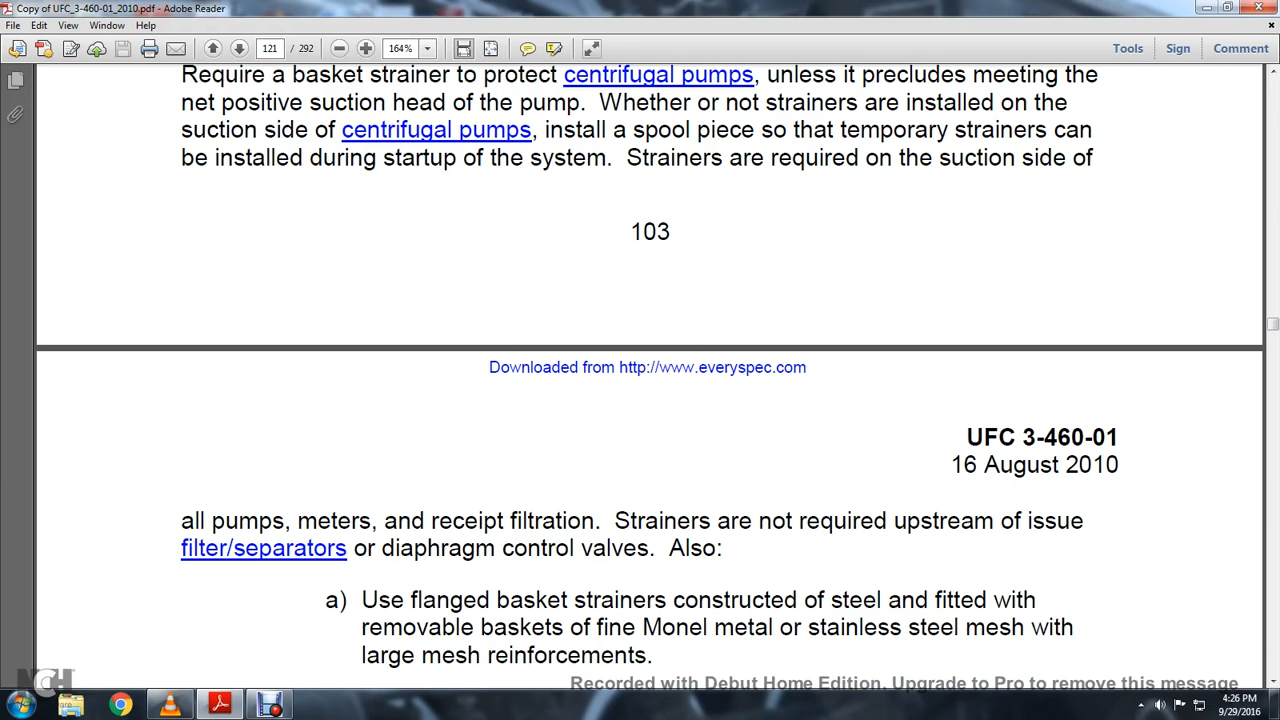 Copy of UFC_3-460-01_2010.pdf - Adobe Reader
File Edit View Window Help
121 / 292 164% Tools Sign Comment
Require a basket strainer to protect centrifugal pumps, unless it precludes meeting the
net positive suction head of the pump. Whether or not strainers are installed on the
suction side of centrifugal pumps, install a spool piece so that temporary strainers can
be installed during startup of the system. Strainers are required on the suction side of
103
Downloaded from http://www.everyspec.com
UFC 3-460-01
16 August 2010
all pumps, meters, and receipt filtration. Strainers are not required upstream of issue
filter/separators or diaphragm control valves. Also:
a) Use flanged basket strainers constructed of steel and fitted with
removable baskets of fine Monel metal or stainless steel mesh with
large mesh reinforcements.
NCH
Recorded with Debut Home Edition. Upgrade to Pro to remove this message
4:26 PM
9/29/2016